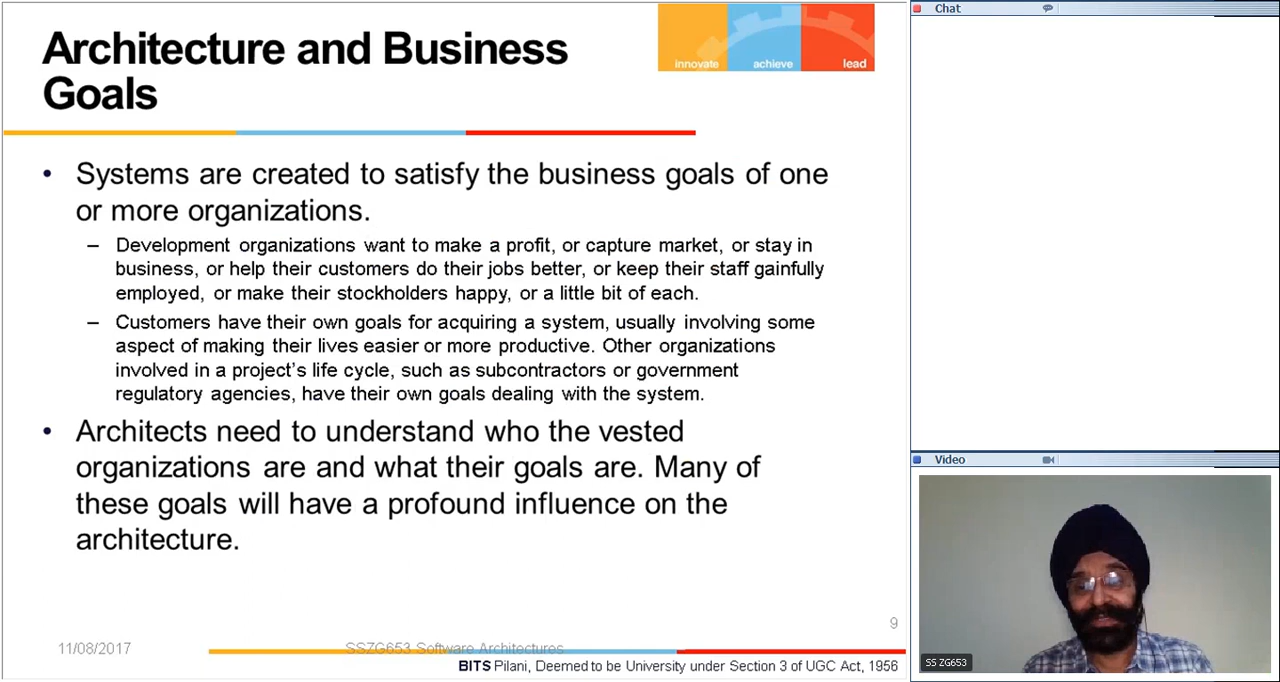 Architecture and Business
Goals
innovate achieve lead
• Systems are created to satisfy the business goals of one
or more organizations.
– Development organizations want to make a profit, or capture market, or stay in
business, or help their customers do their jobs better, or keep their staff gainfully
employed, or make their stockholders happy, or a little bit of each.
– Customers have their own goals for acquiring a system, usually involving some
aspect of making their lives easier or more productive. Other organizations
involved in a project's life cycle, such as subcontractors or government
regulatory agencies, have their own goals dealing with the system.
• Architects need to understand who the vested
organizations are and what their goals are. Many of
these goals will have a profound influence on the
architecture.
9
11/08/2017 SSZG653 Software Architectures
BITS Pilani, Deemed to be University under Section 3 of UGC Act, 1956
Chat
Video
SS ZG653